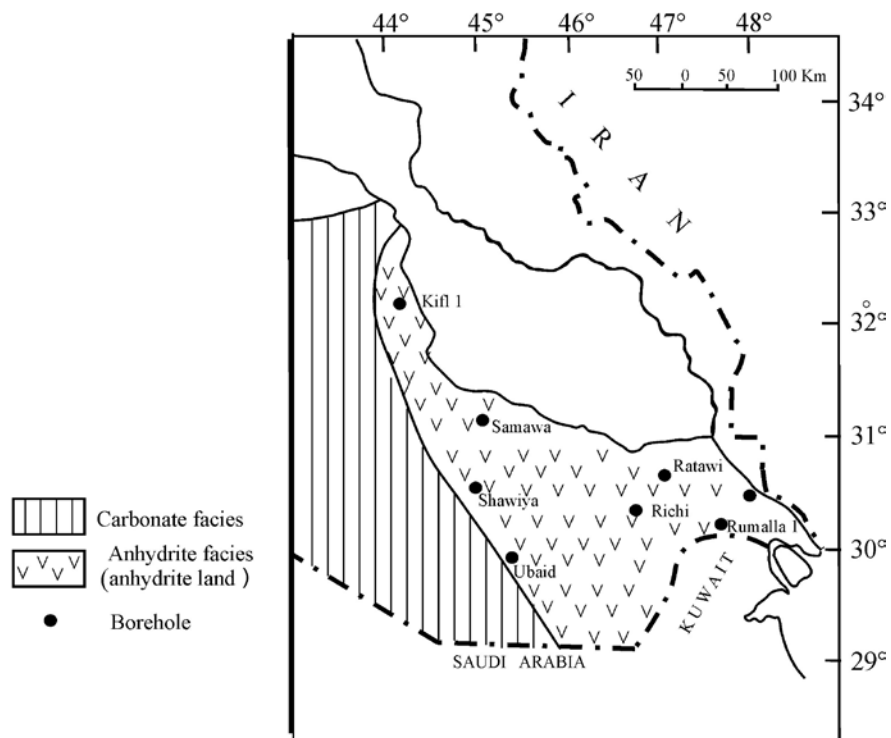 44° 45° 46° 47° 48°
50 0 50 100 Km
34°
I R A N
33°
Kifl 1
32°
Samawa
31°
Ratawi
Shawiya
Richi
Rumalla 1
Carbonate facies
30°
Anhydrite facies
(anhydrite land )
Ubaid
KUWAIT
Borehole
SAUDI ARABIA
29°